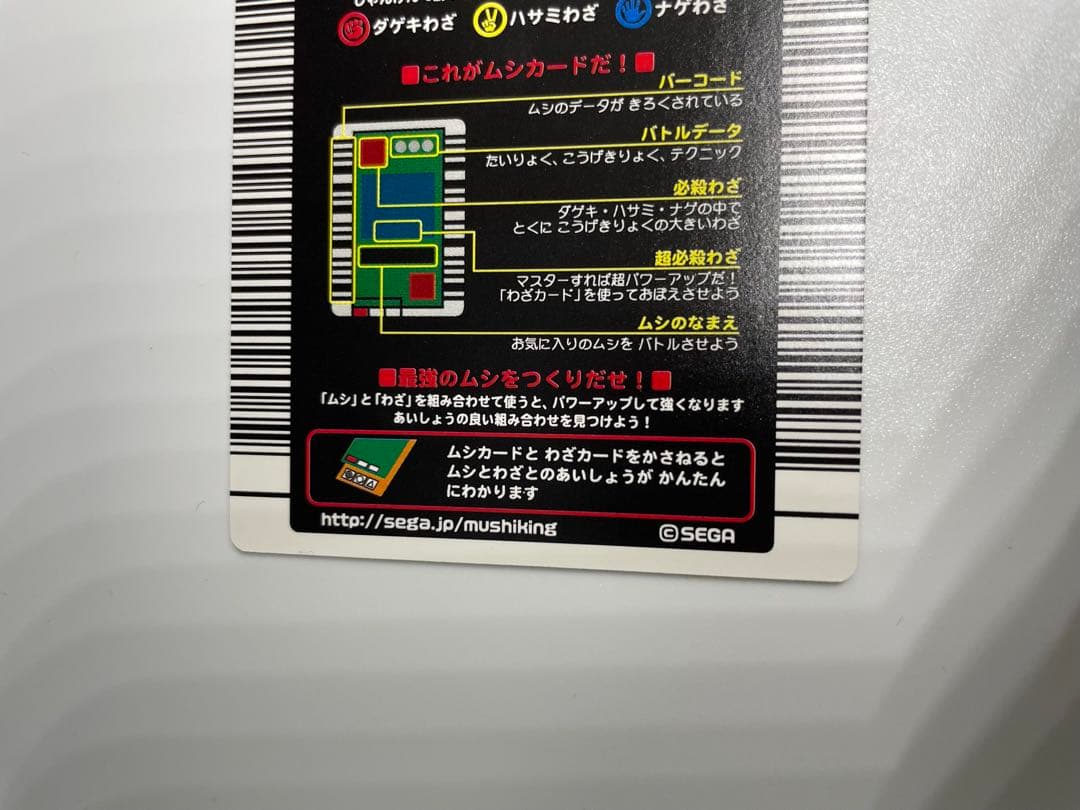 ダゲキわざ ハサミわざ ナゲわざ
■これがムシカードだ！■
バーコード
ムシのデータが きろくされている
バトルデータ
たいりょく、こうげきりょく、テクニック
必殺わざ
ダゲキ・ハサミ・ナゲの中で
とくに こうげきりょくの大きいわざ
超必殺わざ
マスターすれば超パワーアップだ！
「わざカード」を使っておぼえさせよう
ムシのなまえ
お気に入りのムシを バトルさせよう
■最強のムシをつくりだせ！■
「ムシ」と「わざ」を組み合わせて使うと、パワーアップして強くなります
あいしょうの良い組み合わせを見つけよう！
ムシカードと わざカードをかさねると
ムシとわざとのあいしょうが かんたん
にわかります
http://sega.jp/mushiking
©SEGA